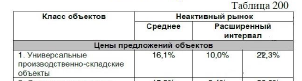 Таблица 200
Класс объектов
Неактивный рынок
Среднее
Расширенный
интервал
Цены предложений объектов
1. Универсальные
производственно-складские
объекты
16,1%
10,0%
22,3%